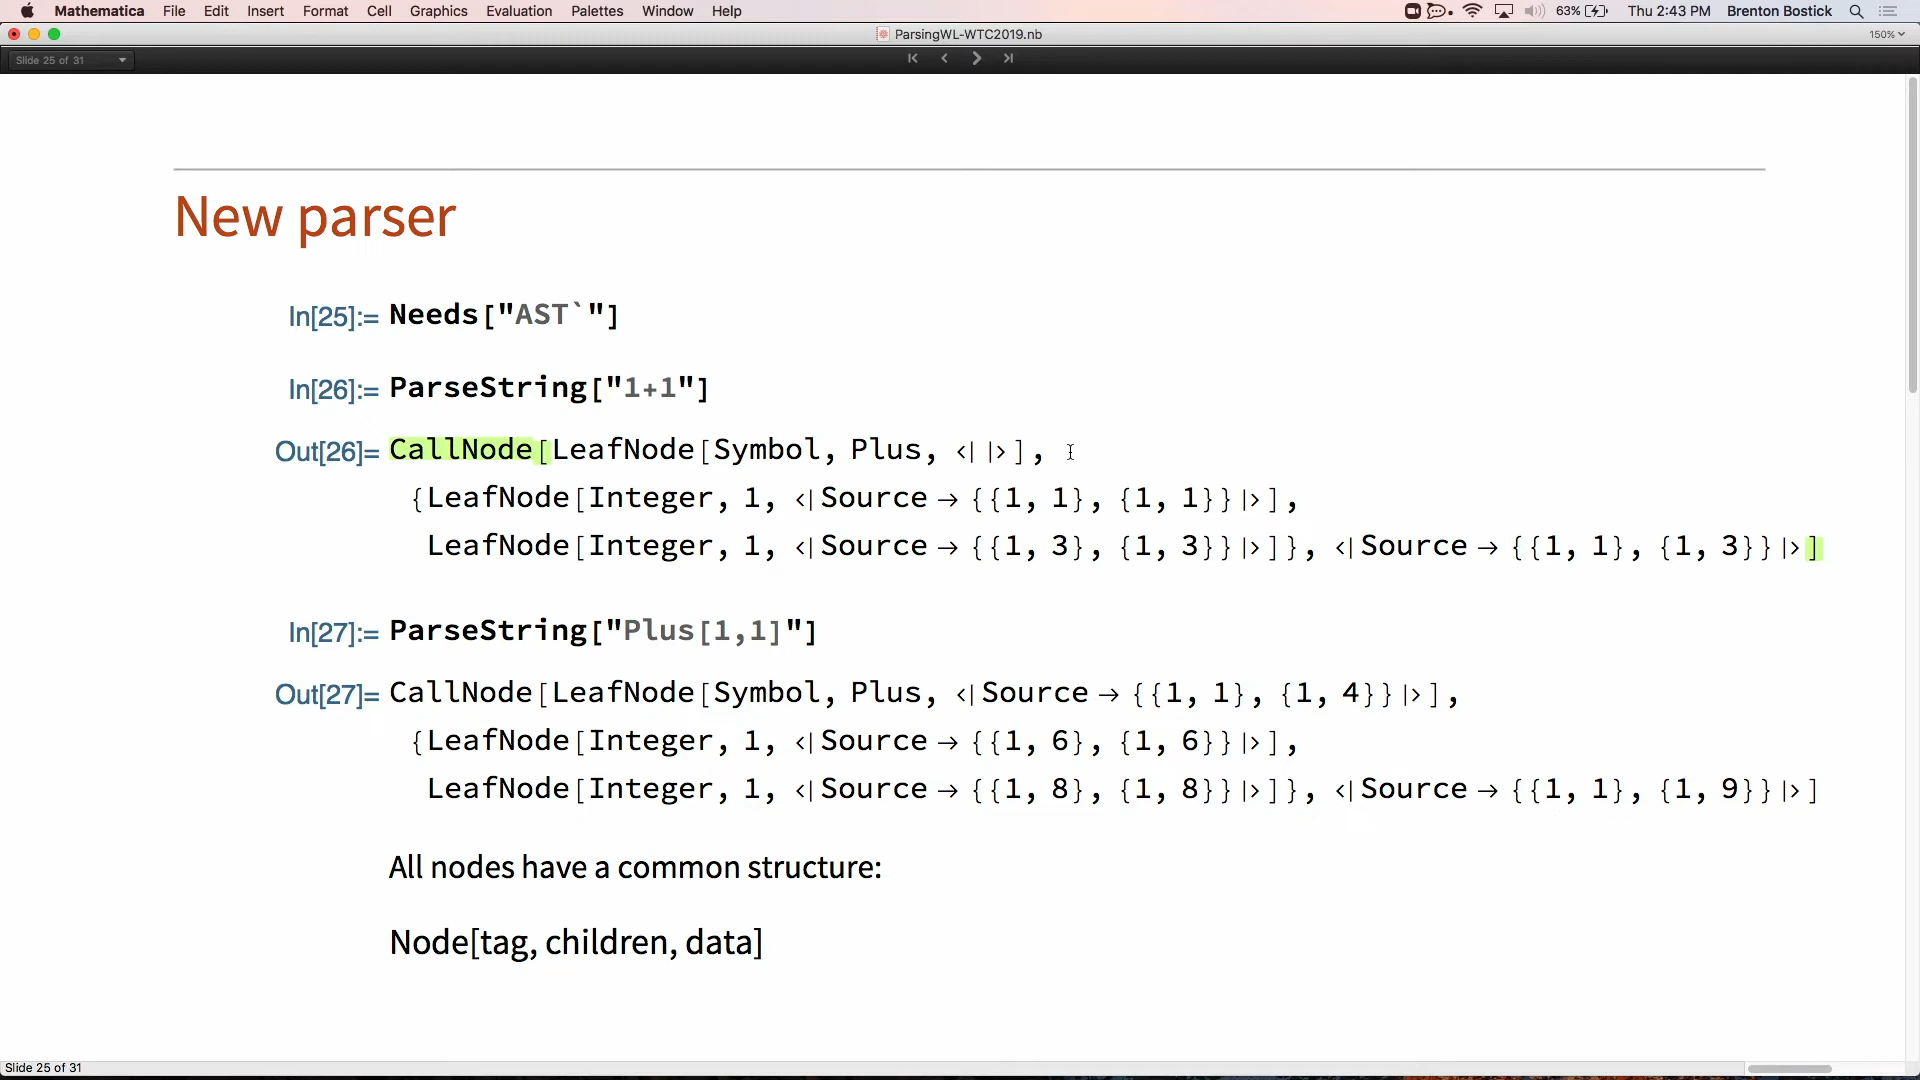 Mathematica File Edit Insert Format Cell Graphics Evaluation Palettes Window Help 63% Thu 2:43 PM Brenton Bostick
ParsingWL-WTC2019.nb 150%
Slide 25 of 31
New parser
In[25]:= Needs["AST`"]
In[26]:= ParseString["1+1"]
Out[26]= CallNode[LeafNode[Symbol, Plus, <| |>],
{LeafNode[Integer, 1, <|Source → {{1, 1}, {1, 1}}|>],
LeafNode[Integer, 1, <|Source → {{1, 3}, {1, 3}}|>]}, <|Source → {{1, 1}, {1, 3}}|>]
In[27]:= ParseString["Plus[1,1]"]
Out[27]= CallNode[LeafNode[Symbol, Plus, <|Source → {{1, 1}, {1, 4}}|>],
{LeafNode[Integer, 1, <|Source → {{1, 6}, {1, 6}}|>],
LeafNode[Integer, 1, <|Source → {{1, 8}, {1, 8}}|>]}, <|Source → {{1, 1}, {1, 9}}|>]
All nodes have a common structure:
Node[tag, children, data]
Slide 25 of 31